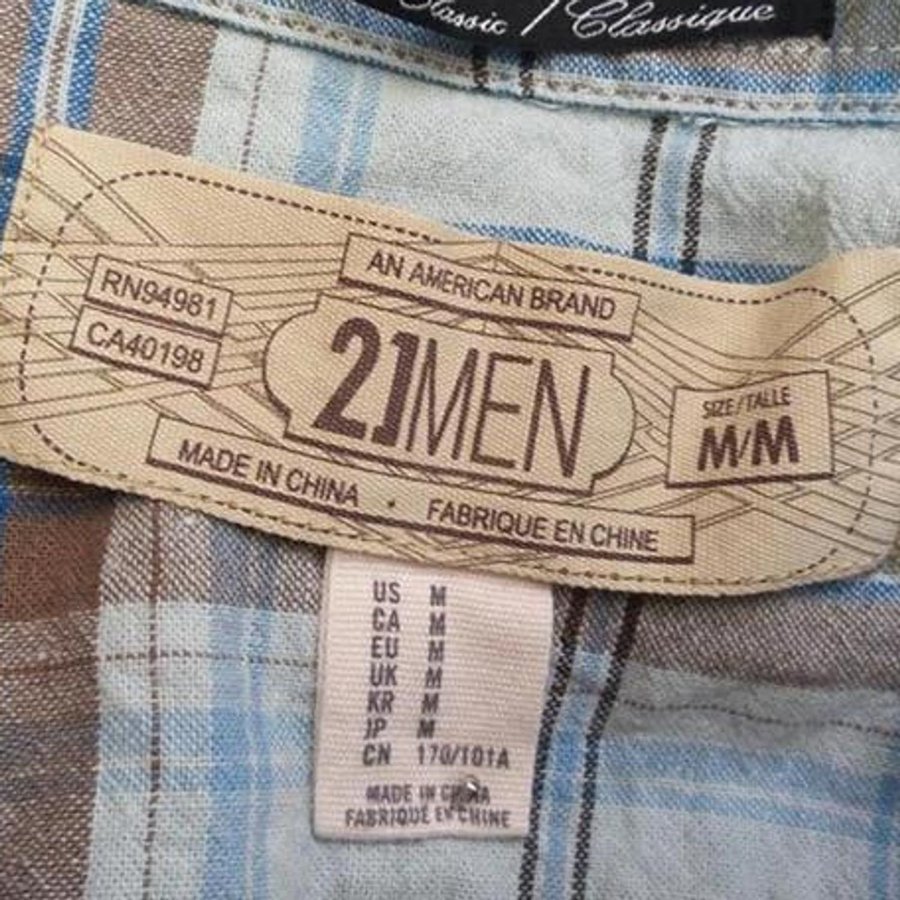 Classic / Classique
RN94981
CA40198
AN AMERICAN BRAND
21MEN
SIZE/TALLE
M/M
MADE IN CHINA · FABRIQUE EN CHINE
US M
CA M
EU M
UK M
KR M
JP M
CN 170/101A
MADE IN CHINA
FABRIQUE EN CHINE